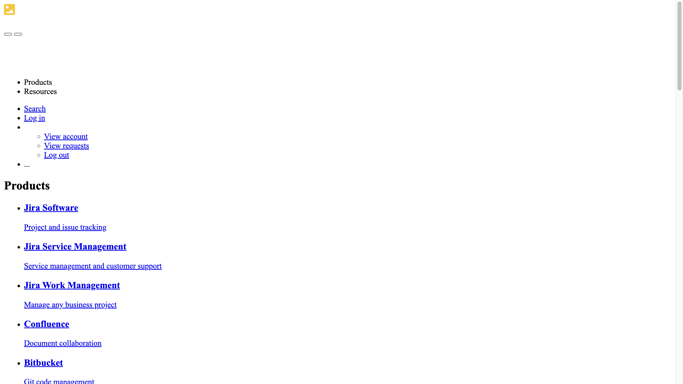 Products
Resources
Search
Log in
View account
View requests
Log out
...
Products
Jira Software
Project and issue tracking
Jira Service Management
Service management and customer support
Jira Work Management
Manage any business project
Confluence
Document collaboration
Bitbucket
Git code management